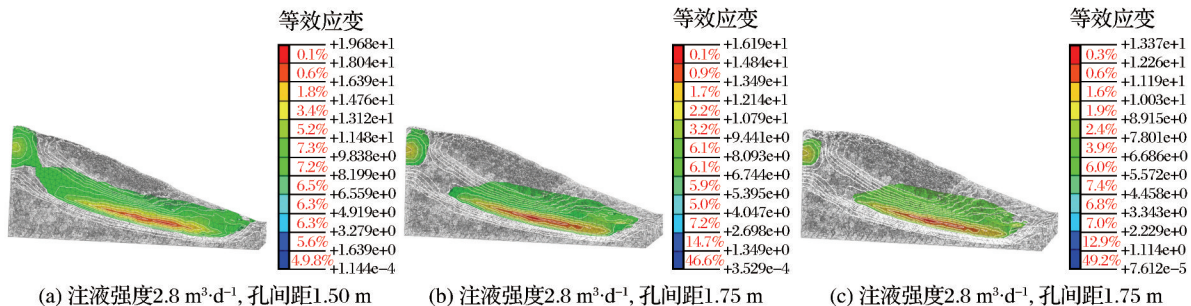 等效应变
+1.968e+1
0.1%
+1.804e+1
0.6%
+1.639e+1
1.8%
+1.476e+1
3.4%
+1.312e+1
5.2%
+1.148e+1
7.3%
+9.838e+0
7.2%
+8.199e+0
6.5%
+6.559e+0
6.3%
+4.919e+0
6.3%
+3.279e+0
5.6%
+1.639e+0
4.9.8%
+1.144e−4
(a) 注液强度2.8 m³·d⁻¹, 孔间距1.50 m
等效应变
+1.619e+1
0.1%
+1.484e+1
0.9%
+1.349e+1
1.7%
+1.214e+1
2.2%
+1.079e+1
3.2%
+9.441e+0
6.1%
+8.093e+0
6.1%
+6.744e+0
5.9%
+5.395e+0
5.0%
+4.047e+0
7.2%
+2.698e+0
14.7%
+1.349e+0
46.6%
+3.529e−4
(b) 注液强度2.8 m³·d⁻¹, 孔间距1.75 m
等效应变
+1.337e+1
0.3%
+1.226e+1
0.6%
+1.119e+1
1.6%
+1.003e+1
1.9%
+8.915e+0
2.4%
+7.801e+0
3.9%
+6.686e+0
6.0%
+5.572e+0
7.4%
+4.458e+0
6.8%
+3.343e+0
7.0%
+2.229e+0
12.9%
+1.114e+0
49.2%
+7.612e−5
(c) 注液强度2.8 m³·d⁻¹, 孔间距1.75 m